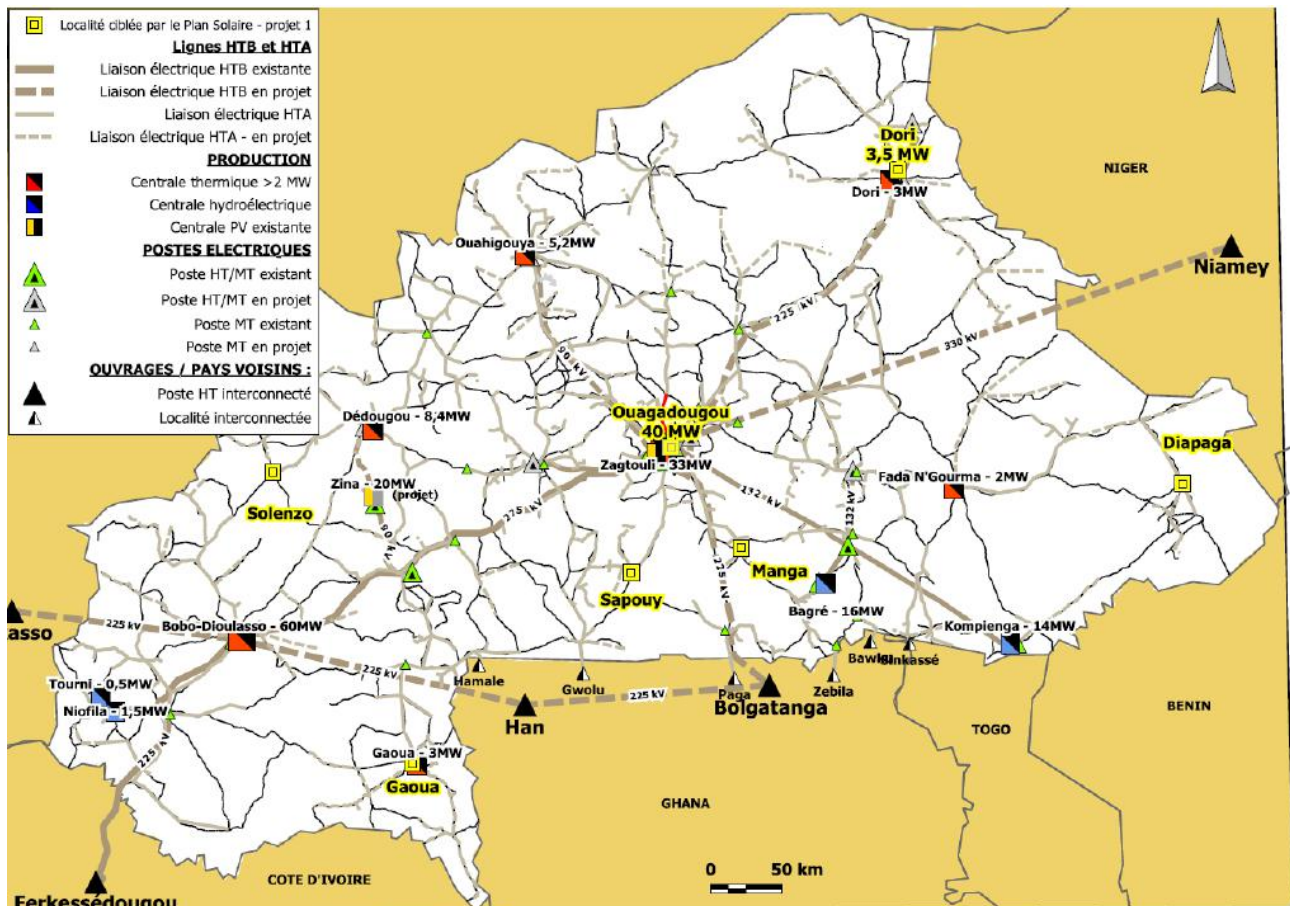 Localité ciblée par le Plan Solaire - projet 1
Lignes HTB et HTA
Liaison électrique HTB existante
Liaison électrique HTB en projet
Liaison électrique HTA
Liaison électrique HTA - en projet
PRODUCTION
Centrale thermique >2 MW
Centrale hydroélectrique
Centrale PV existante
POSTES ELECTRIQUES
Poste HT/MT existant
Poste HT/MT en projet
Poste MT existant
Poste MT en projet
OUVRAGES / PAYS VOISINS :
Poste HT interconnecté
Localité interconnectée
Dori
3,5 MW
Dori - 3MW
NIGER
Ouahigouya - 5,2MW
Niamey
225 kV
330 kV
90 kV
Dédougou - 8,4MW
Ouagadougou
40 MW
Zagtouli - 33MW
Diapaga
Fada N'Gourma - 2MW
Zina - 20MW
(projet)
Solenzo
132 kV
132 kV
90 kV
225 kV
Manga
Sapouy
225 kV
Bagré - 16MW
Kompienga - 14MW
asso
225 kV
Bobo-Dioulasso - 60MW
Bawku
Sinkassé
225 kV
Hamale
Gwolu
225 kV
Paga
Zebila
Bolgatanga
Han
Tourni - 0,5MW
Niofila - 1,5MW
225 kV
BENIN
TOGO
Gaoua - 3MW
Gaoua
GHANA
COTE D'IVOIRE
0 50 km
Ferkessédougou